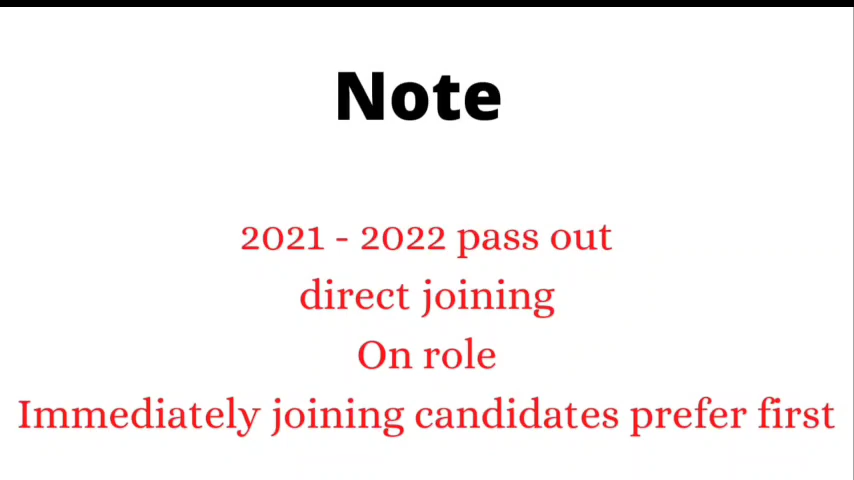 Note
2021 - 2022 pass out
direct joining
On role
Immediately joining candidates prefer first